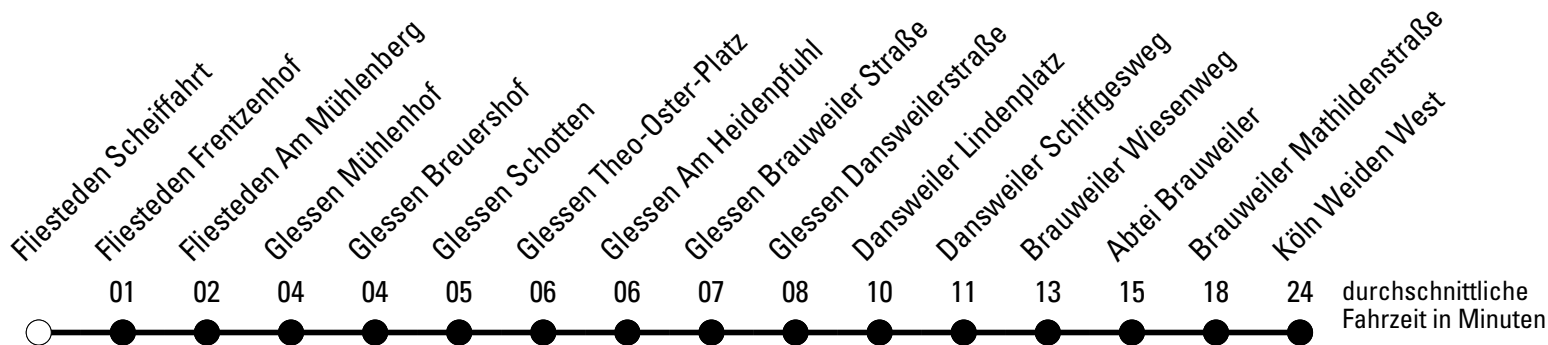 Fliesteden Scheiffahrt
Fliesteden Frentzenhof
Fliesteden Am Mühlenberg
Glessen Mühlenhof
Glessen Breuershof
Glessen Schotten
Glessen Theo-Oster-Platz
Glessen Am Heidenpfuhl
Glessen Brauweiler Straße
Glessen Dansweilerstraße
Dansweiler Lindenplatz
Dansweiler Schiffgesweg
Brauweiler Wiesenweg
Abtei Brauweiler
Brauweiler Mathildenstraße
Köln Weiden West
01 02 04 04 05 06 06 07 08 10 11 13 15 18 24
durchschnittliche
Fahrzeit in Minuten